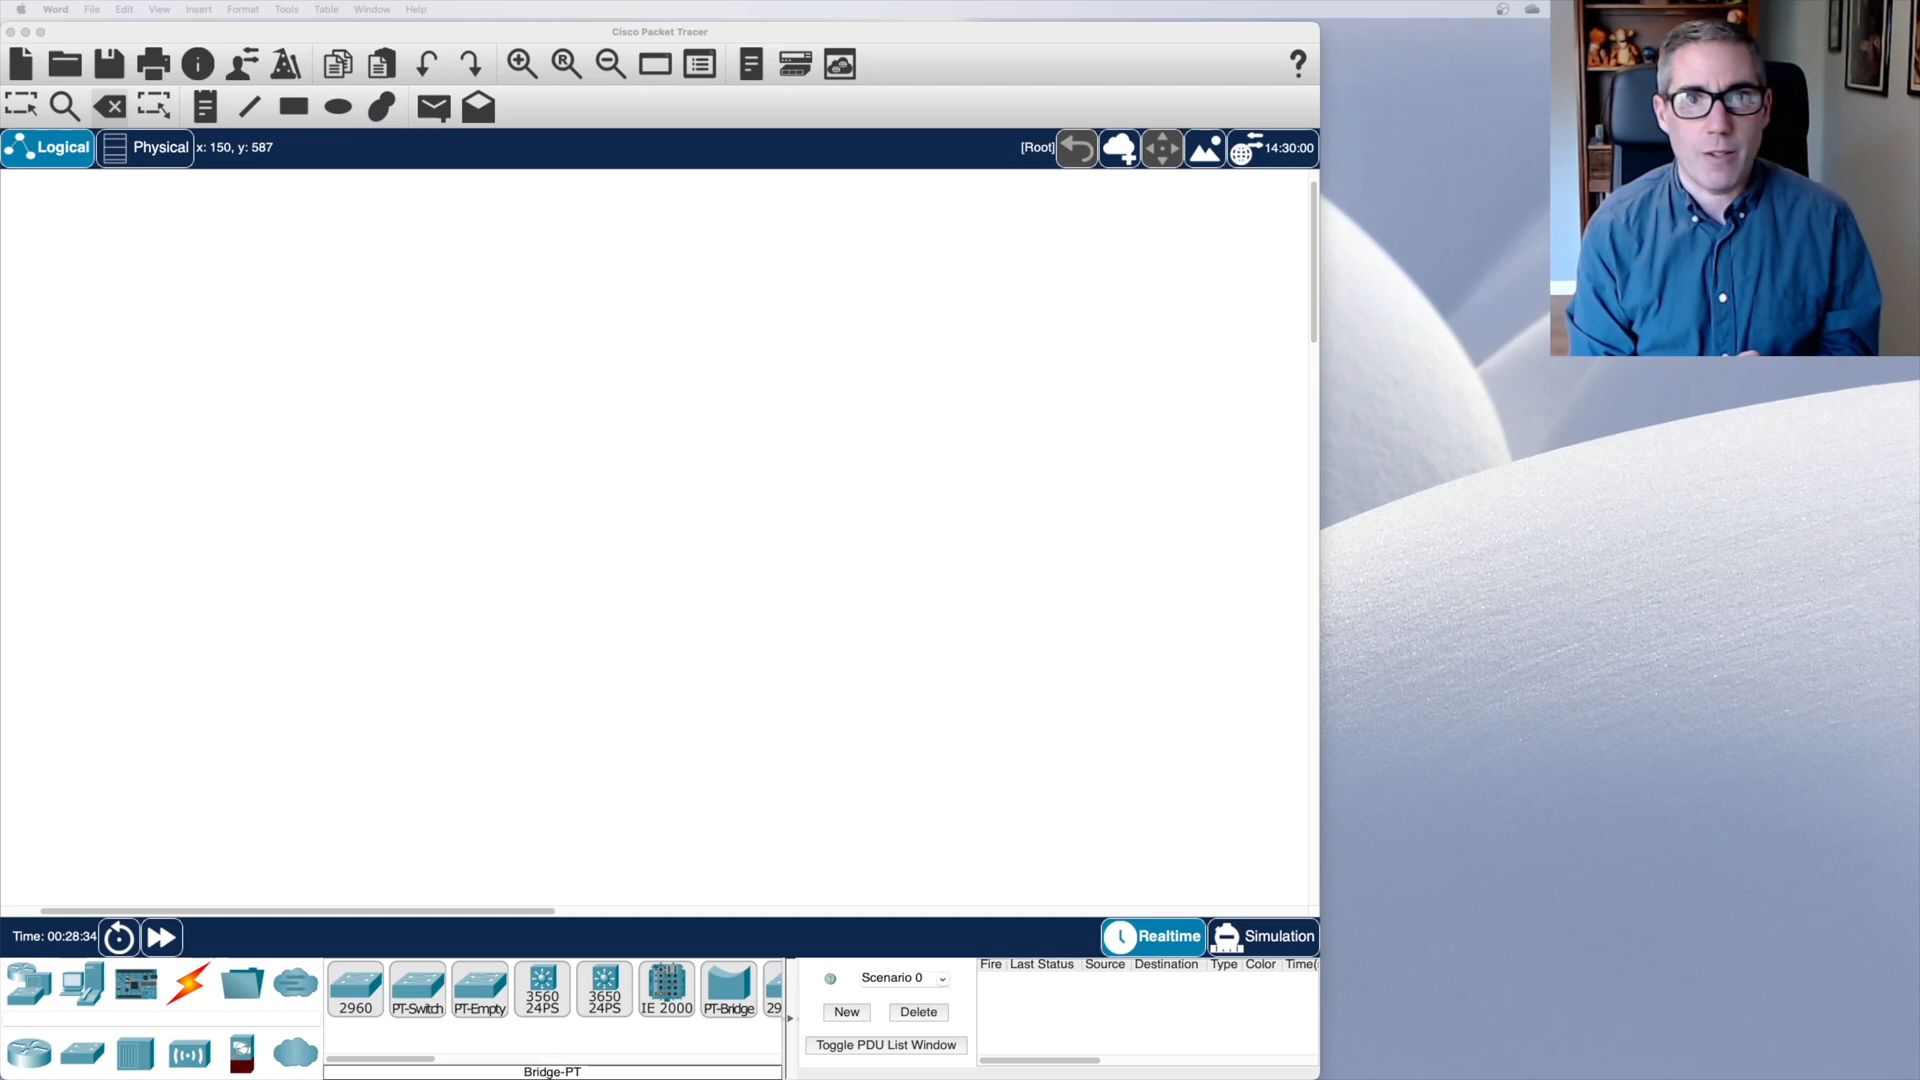 Word File Edit View Insert Format Tools Table Window Help
Cisco Packet Tracer
R
?
Logical Physical x: 150, y: 587 [Root] 14:30:00
Time: 00:28:34 Realtime Simulation
2960
PT-Switch
PT-Empty
3560
24PS
3650
24PS
IE 2000
PT-Bridge
29
Bridge-PT
Scenario 0
New Delete
Toggle PDU List Window
Fire Last Status Source Destination Type Color Time(